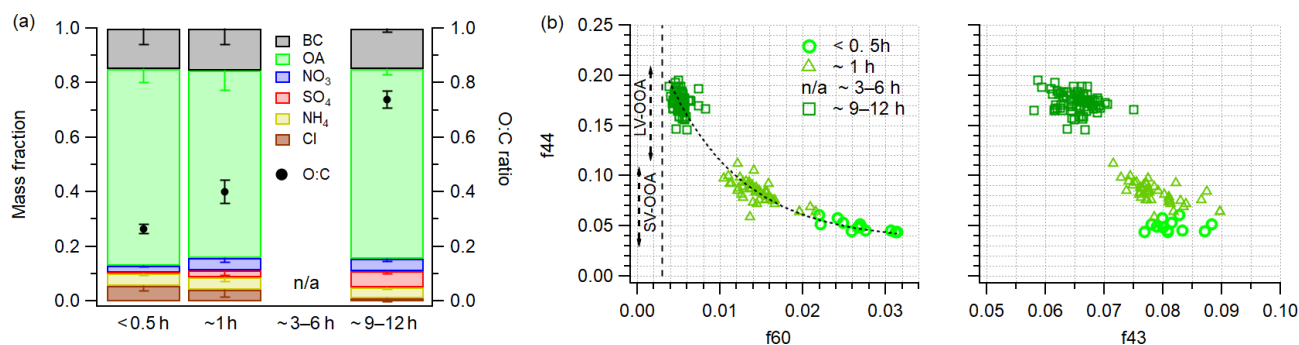 (a)
1.0
0.8
0.6
0.4
0.2
0.0
Mass fraction
BC
OA
NO3
SO4
NH4
Cl
O:C
1.0
0.8
0.6
0.4
0.2
0.0
O:C ratio
n/a
< 0.5 h
~1 h
~ 3–6 h
~ 9–12 h
(b)
0.25
0.20
0.15
0.10
0.05
0.00
f44
LV-OOA
SV-OOA
< 0. 5h
~ 1 h
n/a ~ 3–6 h
~ 9–12 h
0.00
0.01
0.02
0.03
f60
0.05
0.06
0.07
0.08
0.09
0.10
f43